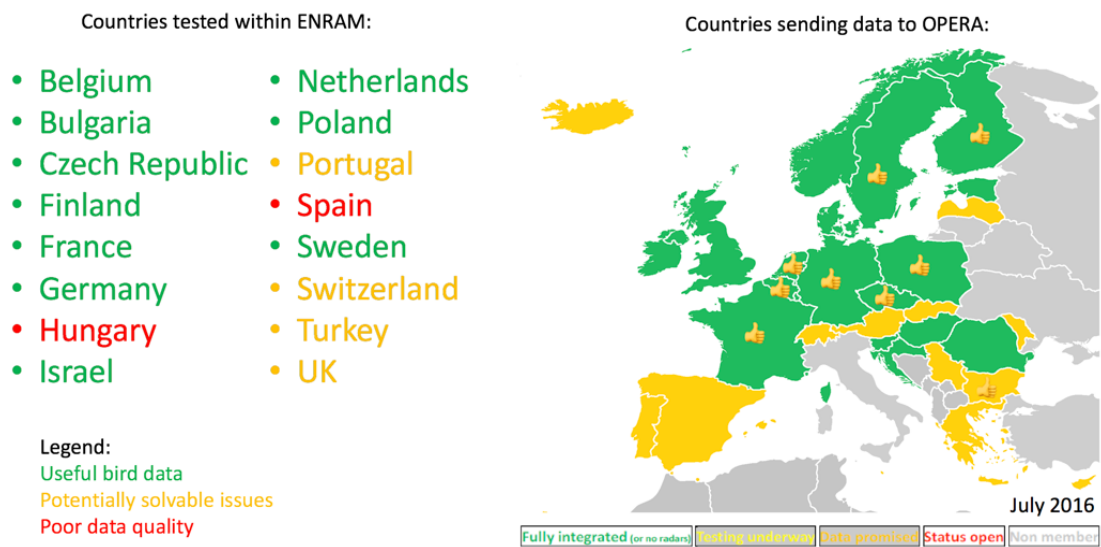 Countries tested within ENRAM:
• Belgium
• Bulgaria
• Czech Republic
• Finland
• France
• Germany
• Hungary
• Israel
• Netherlands
• Poland
• Portugal
• Spain
• Sweden
• Switzerland
• Turkey
• UK
Legend:
Useful bird data
Potentially solvable issues
Poor data quality
Countries sending data to OPERA:
July 2016
Fully integrated (or no radars) Testing underway Data promised Status open Non member